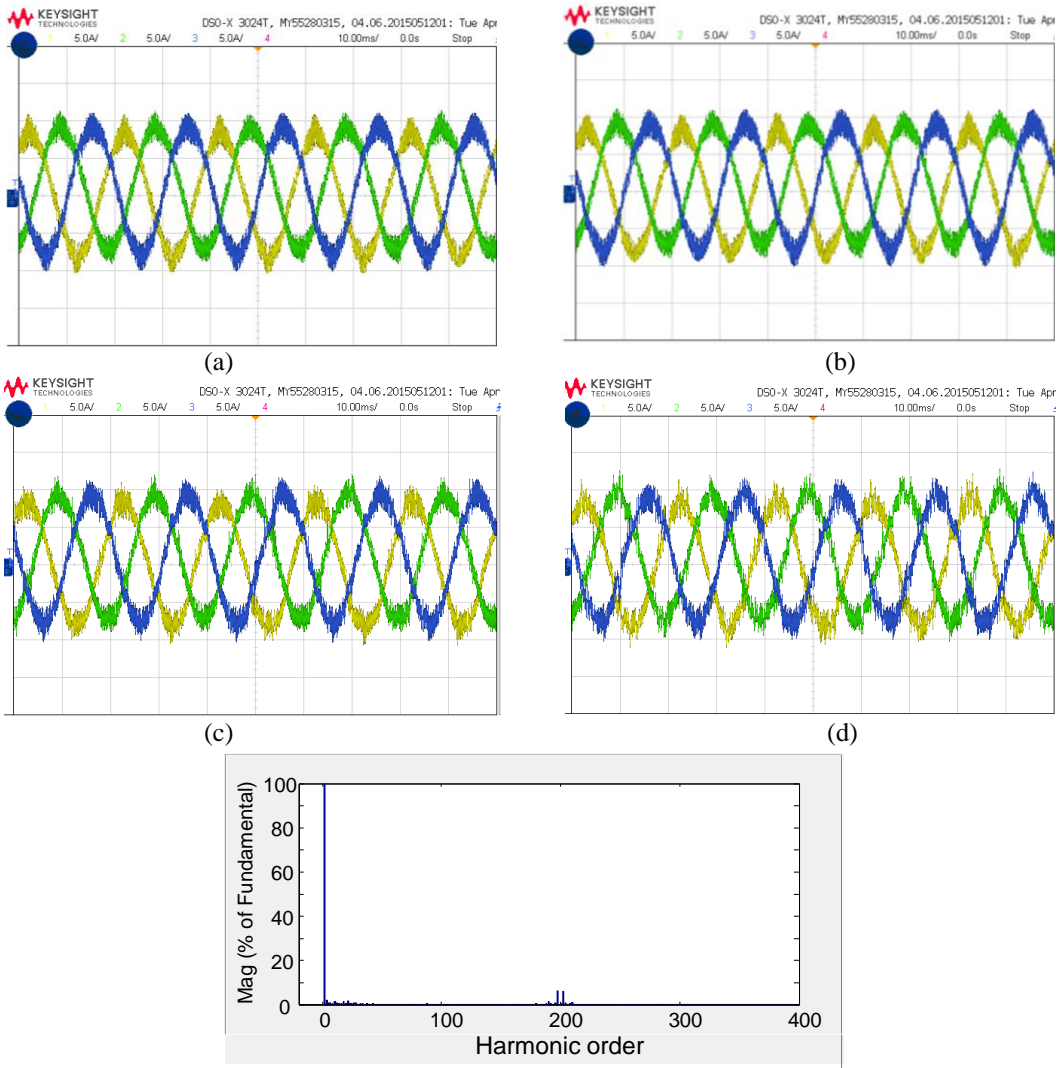 KEYSIGHT
TECHNOLOGIES
DSO-X 3024T, MY55280315, 04.06.2015051201: Tue Apr
1 5.0A/ 2 5.0A/ 3 5.0A/ 4 10.00ms/ 0.0s Stop
(a)
KEYSIGHT
TECHNOLOGIES
DSO-X 3024T, MY55280315, 04.06.2015051201: Tue Apr
1 5.0A/ 2 5.0A/ 3 5.0A/ 4 10.00ms/ 0.0s Stop
(b)
KEYSIGHT
TECHNOLOGIES
DSO-X 3024T, MY55280315, 04.06.2015051201: Tue Apr
1 5.0A/ 2 5.0A/ 3 5.0A/ 4 10.00ms/ 0.0s Stop
(c)
KEYSIGHT
TECHNOLOGIES
DSO-X 3024T, MY55280315, 04.06.2015051201: Tue Apr
1 5.0A/ 2 5.0A/ 3 5.0A/ 4 10.00ms/ 0.0s Stop
(d)
Mag (% of Fundamental)
100
80
60
40
20
0
0 100 200 300 400
Harmonic order